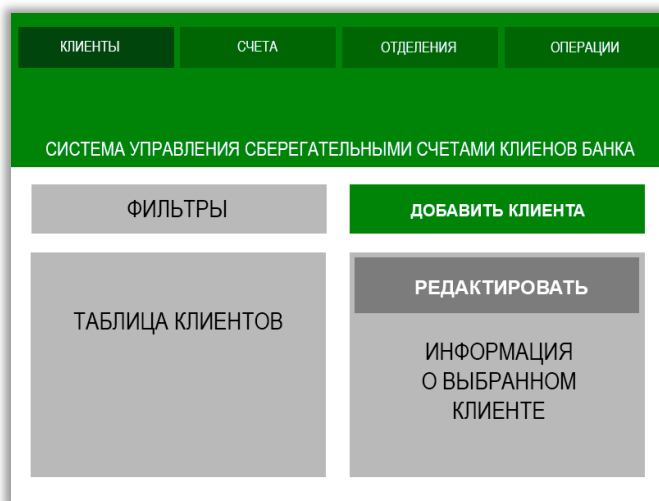 КЛИЕНТЫ СЧЕТА ОТДЕЛЕНИЯ ОПЕРАЦИИ
СИСТЕМА УПРАВЛЕНИЯ СБЕРЕГАТЕЛЬНЫМИ СЧЕТАМИ КЛИЕНОВ БАНКА
ФИЛЬТРЫ ДОБАВИТЬ КЛИЕНТА
РЕДАКТИРОВАТЬ
ТАБЛИЦА КЛИЕНТОВ
ИНФОРМАЦИЯ
О ВЫБРАННОМ
КЛИЕНТЕ